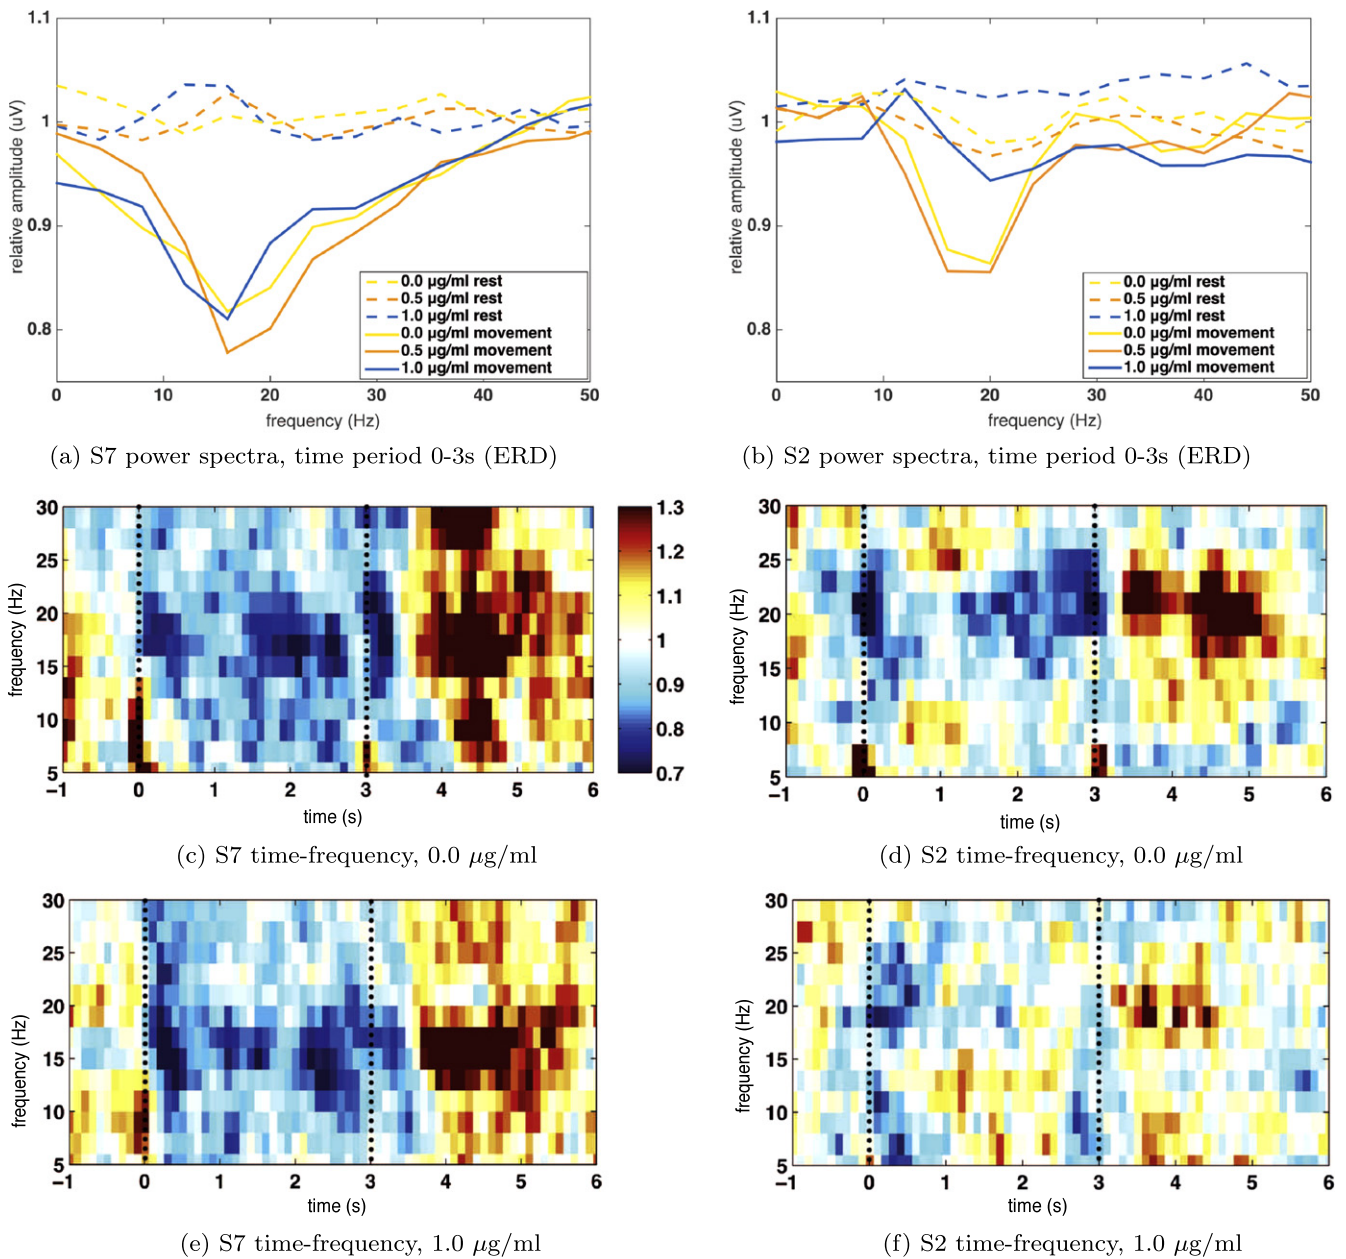 1.1
1
0.9
0.8
0 10 20 30 40 50
relative amplitude (uV)
frequency (Hz)
0.0 µg/ml rest
0.5 µg/ml rest
1.0 µg/ml rest
0.0 µg/ml movement
0.5 µg/ml movement
1.0 µg/ml movement
(a) S7 power spectra, time period 0-3s (ERD)
1.1
1
0.9
0.8
0 10 20 30 40 50
relative amplitude (uV)
frequency (Hz)
0.0 µg/ml rest
0.5 µg/ml rest
1.0 µg/ml rest
0.0 µg/ml movement
0.5 µg/ml movement
1.0 µg/ml movement
(b) S2 power spectra, time period 0-3s (ERD)
30
25
20
15
10
5
−1 0 1 2 3 4 5 6
frequency (Hz)
time (s)
1.3
1.2
1.1
1
0.9
0.8
0.7
(c) S7 time-frequency, 0.0 µg/ml
30
25
20
15
10
5
−1 0 1 2 3 4 5 6
frequency (Hz)
time (s)
(d) S2 time-frequency, 0.0 µg/ml
30
25
20
15
10
5
−1 0 1 2 3 4 5 6
frequency (Hz)
time (s)
(e) S7 time-frequency, 1.0 µg/ml
30
25
20
15
10
5
−1 0 1 2 3 4 5 6
frequency (Hz)
time (s)
(f) S2 time-frequency, 1.0 µg/ml